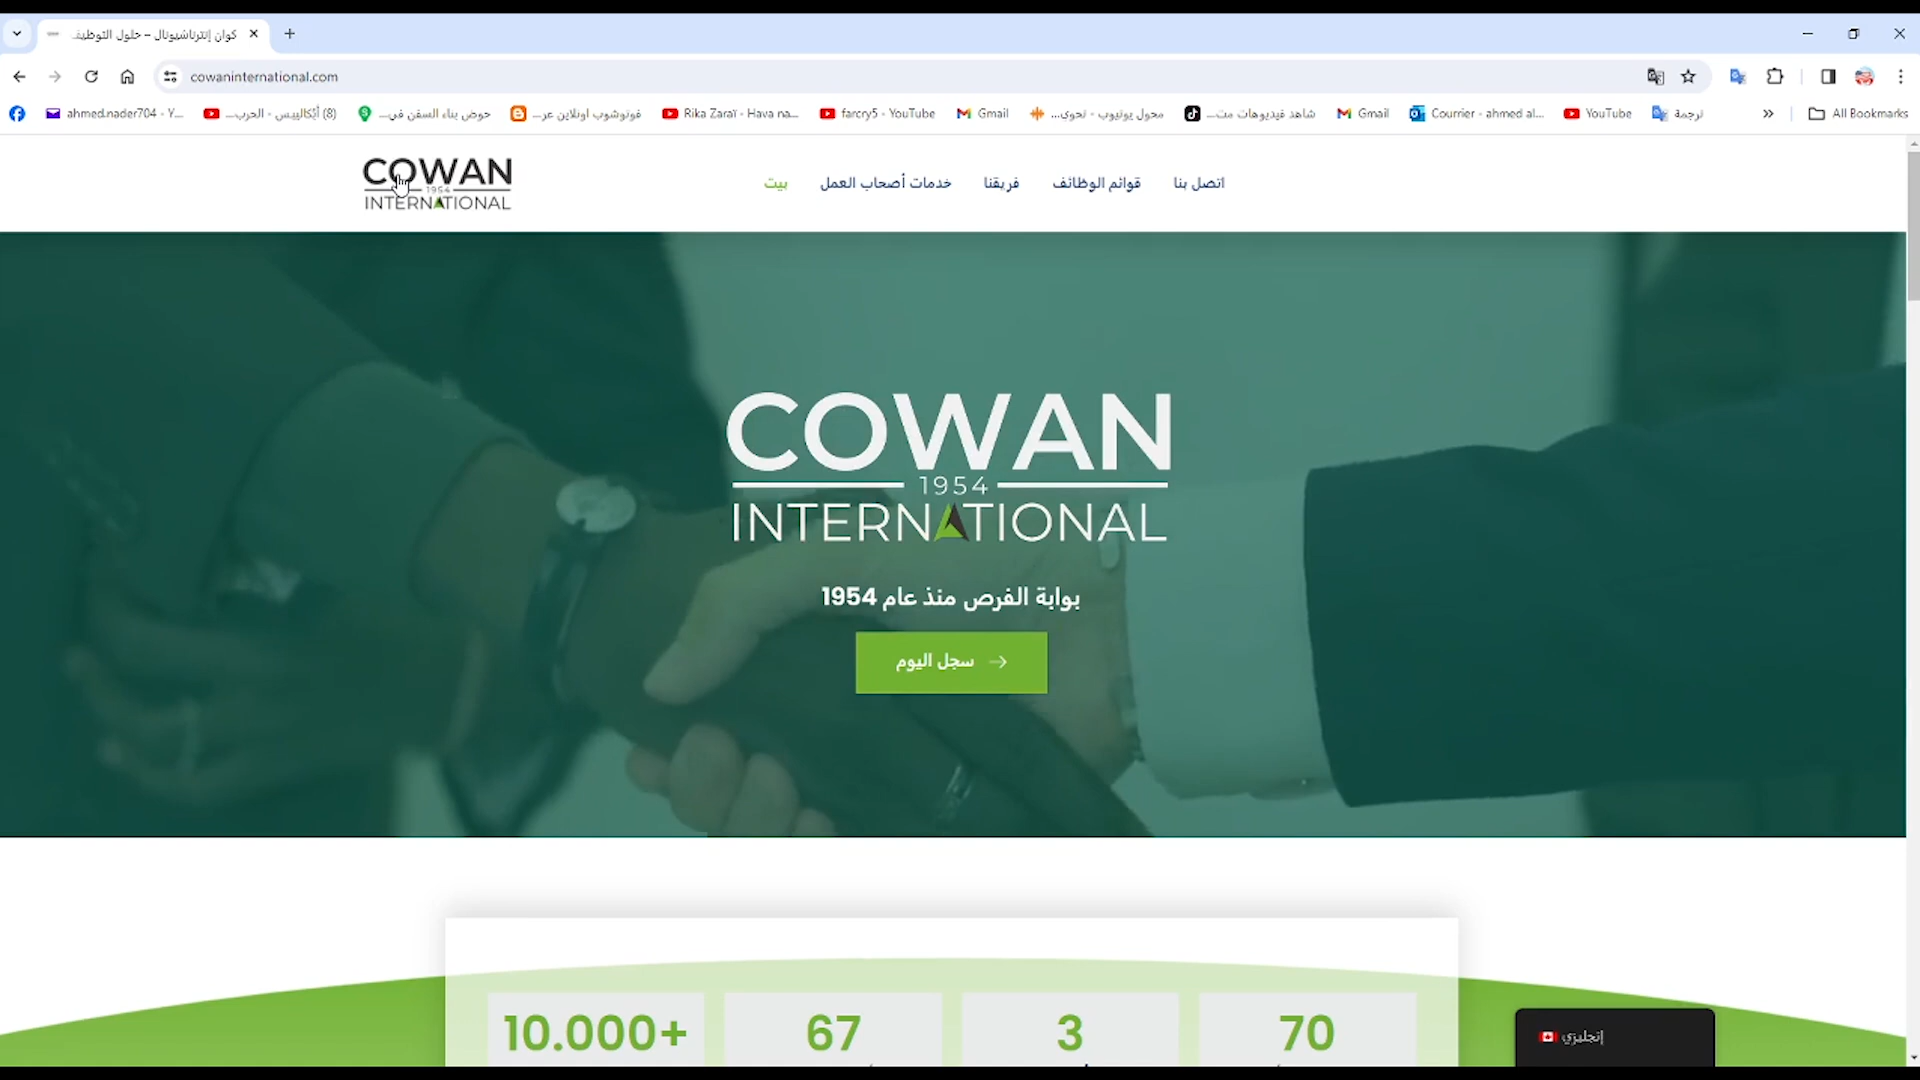 كوان إنترناشيونال – حلول التوظيف
cowaninternational.com
ahmed.nader704 - Y...
(8) أبُكاليبس - الحرب...
حوض بناء السفن في...
فوتوشوب اونلاين عر...
Rika Zaraï - Hava na...
farcry5 - YouTube
Gmail
محول يوتيوب - تحوي...
شاهد فيديوهات مت...
Gmail
Courrier - ahmed al...
YouTube
ترجمة
All Bookmarks
COWAN
1954
INTERNATIONAL
بيت
خدمات أصحاب العمل
فريقنا
قوائم الوظائف
اتصل بنا
COWAN
1954
INTERNATIONAL
بوابة الفرص منذ عام 1954
سجل اليوم
10.000+
67
3
70
إنجليزي